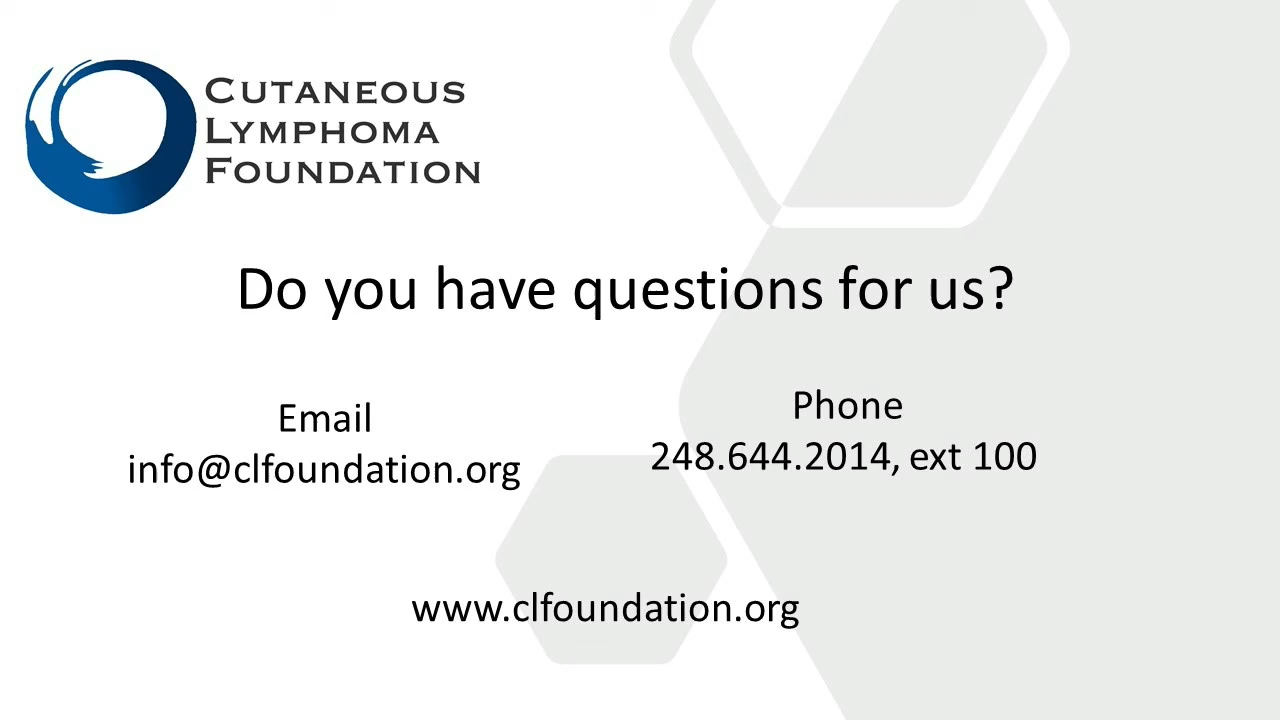 CUTANEOUS
LYMPHOMA
FOUNDATION
Do you have questions for us?
Email
info@clfoundation.org
Phone
248.644.2014, ext 100
www.clfoundation.org